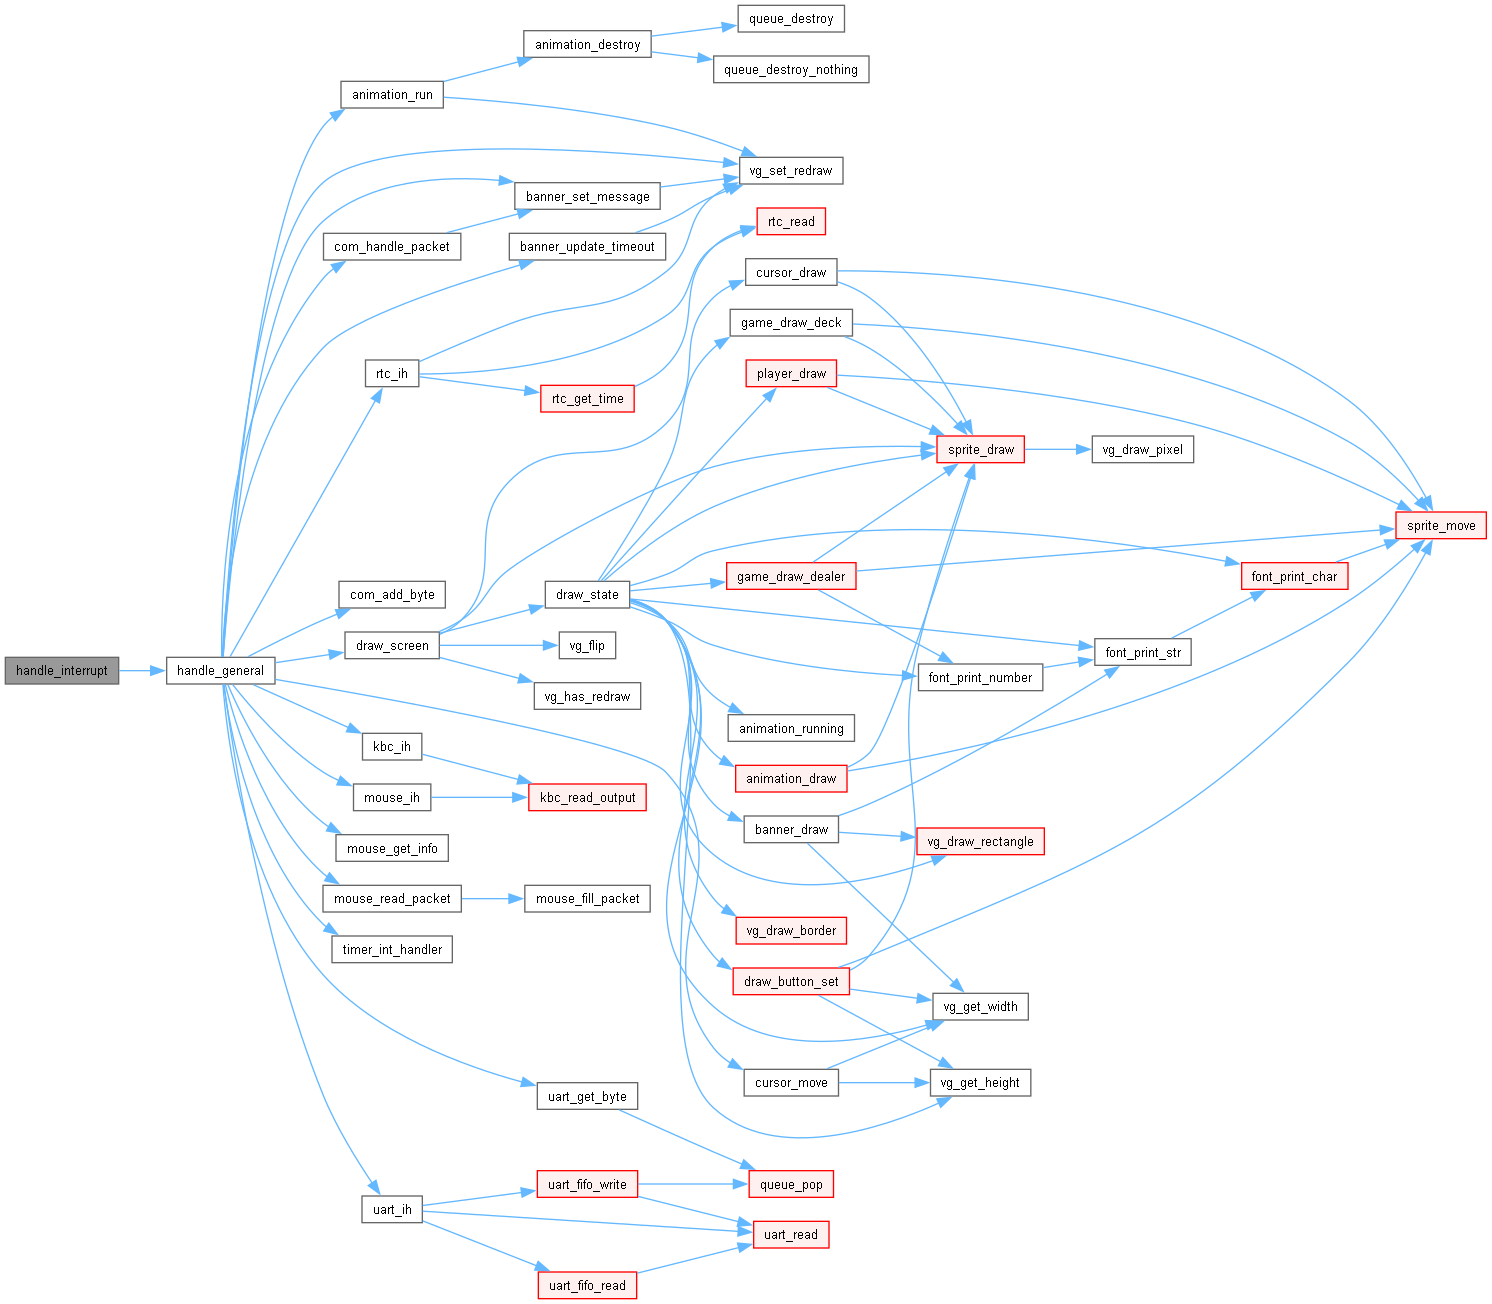 queue_destroy
animation_destroy
queue_destroy_nothing
animation_run
vg_set_redraw
banner_set_message
rtc_read
com_handle_packet
banner_update_timeout
cursor_draw
game_draw_deck
rtc_ih
player_draw
rtc_get_time
sprite_draw
vg_draw_pixel
sprite_move
game_draw_dealer
font_print_char
com_add_byte
draw_state
draw_screen
vg_flip
font_print_str
handle_interrupt
handle_general
font_print_number
vg_has_redraw
animation_running
kbc_ih
animation_draw
mouse_ih
kbc_read_output
banner_draw
vg_draw_rectangle
mouse_get_info
mouse_read_packet
mouse_fill_packet
vg_draw_border
timer_int_handler
draw_button_set
vg_get_width
cursor_move
vg_get_height
uart_get_byte
uart_fifo_write
queue_pop
uart_ih
uart_read
uart_fifo_read